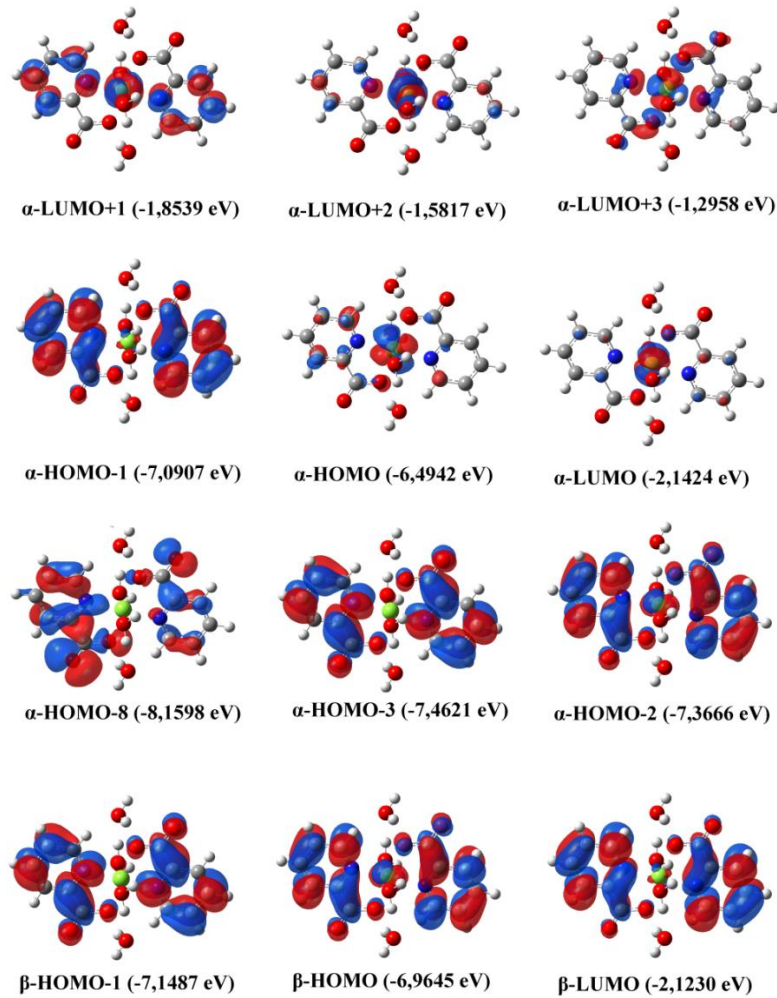 α-LUMO+1 (-1,8539 eV)
α-LUMO+2 (-1,5817 eV)
α-LUMO+3 (-1,2958 eV)
α-HOMO-1 (-7,0907 eV)
α-HOMO (-6,4942 eV)
α-LUMO (-2,1424 eV)
α-HOMO-8 (-8,1598 eV)
α-HOMO-3 (-7,4621 eV)
α-HOMO-2 (-7,3666 eV)
β-HOMO-1 (-7,1487 eV)
β-HOMO (-6,9645 eV)
β-LUMO (-2,1230 eV)